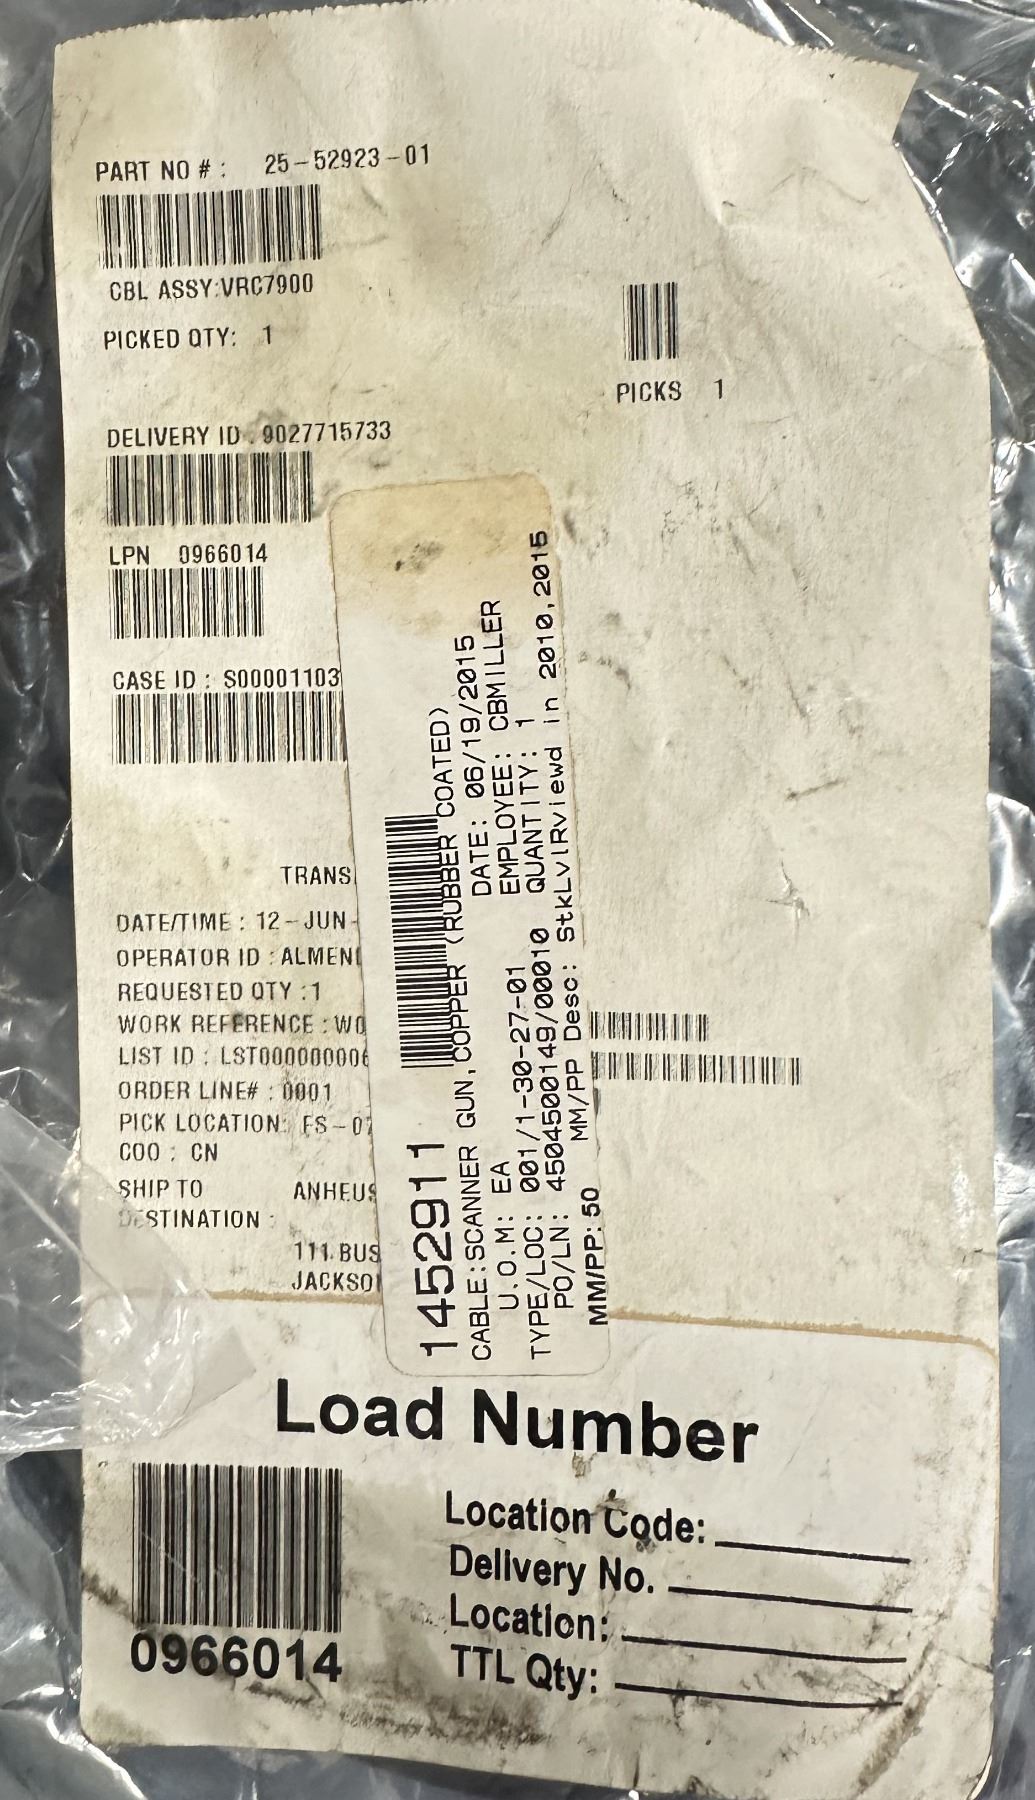 PART NO # : 25-52923-01
CBL ASSY:VRC7900
PICKED QTY: 1
PICKS 1
DELIVERY ID : 9027715733
LPN 0966014
CASE ID : S00001103
TRANS
DATE/TIME : 12-JUN-
OPERATOR ID : ALMEN
REQUESTED QTY :1
WORK REFERENCE : WO
LIST ID : LST000000006
ORDER LINE# : 0001
PICK LOCATION: FS-07
COO : CN
SHIP TO ANHEUS
DESTINATION :
111 BUS
JACKSO
1452911
CABLE:SCANNER GUN,COPPER (RUBBER COATED)
U.O.M: EA DATE: 06/19/2015
TYPE/LOC: 001/1-30-27-01 EMPLOYEE: CBMILLER
PO/LN: 4504500149/00010 QUANTITY: 1
MM/PP: 50 MM/PP Desc: StkLvlRviewd in 2010,2015
Load Number
0966014
Location Code:
Delivery No.
Location:
TTL Qty: